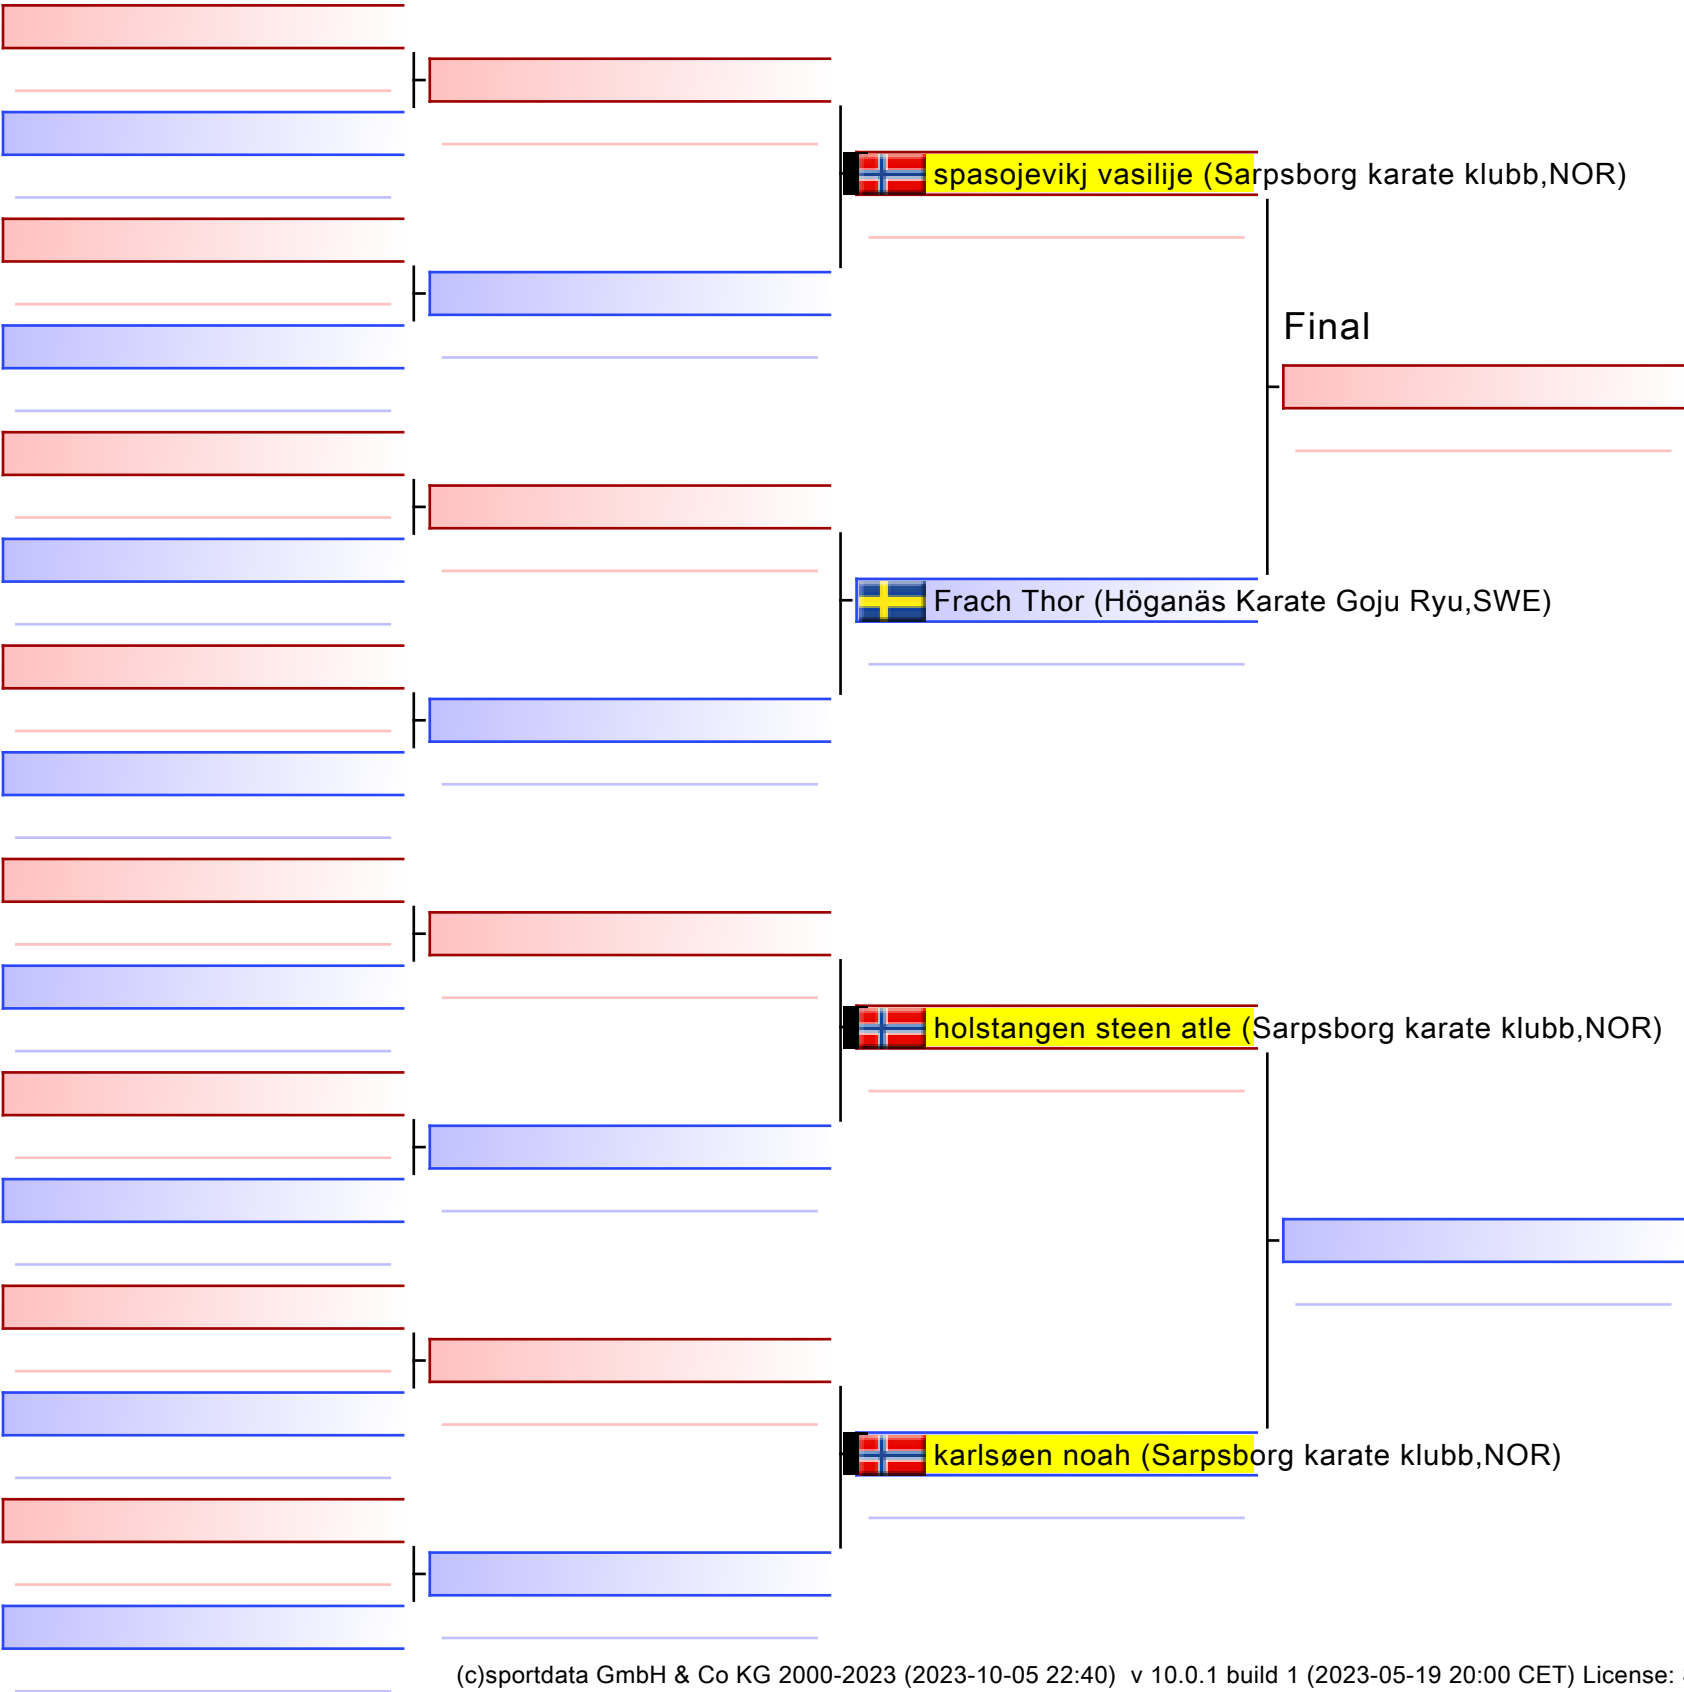 spasojevikj vasilije (Sarpsborg karate klubb,NOR)
Final
Frach Thor (Höganäs Karate Goju Ryu,SWE)
holstangen steen atle (Sarpsborg karate klubb,NOR)
karlsøen noah (Sarpsborg karate klubb,NOR)
(c)sportdata GmbH & Co KG 2000-2023 (2023-10-05 22:40)  v 10.0.1 build 1 (2023-05-19 20:00 CET) License: